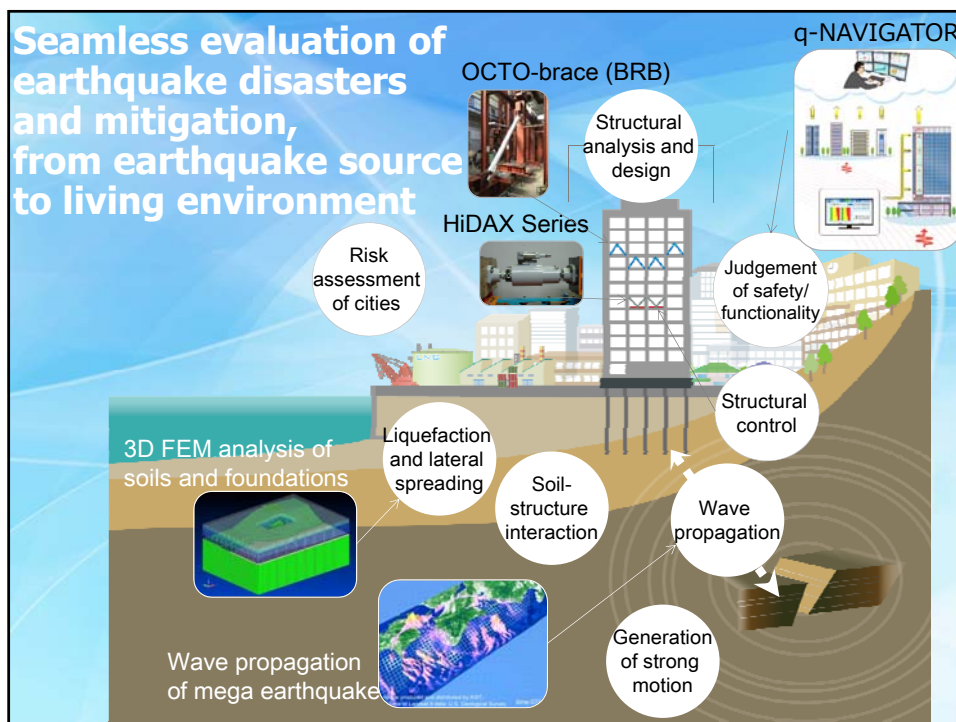 Seamless evaluation of
earthquake disasters
and mitigation,
from earthquake source
to living environment
q-NAVIGATOR
OCTO-brace (BRB)
Structural
analysis and
design
HiDAX Series
Risk
assessment
of cities
Judgement
of safety/
functionality
LNG
Structural
control
3D FEM analysis of
soils and foundations
Liquefaction
and lateral
spreading
Soil-
structure
interaction
Wave
propagation
Wave propagation
of mega earthquake
Generation
of strong
motion